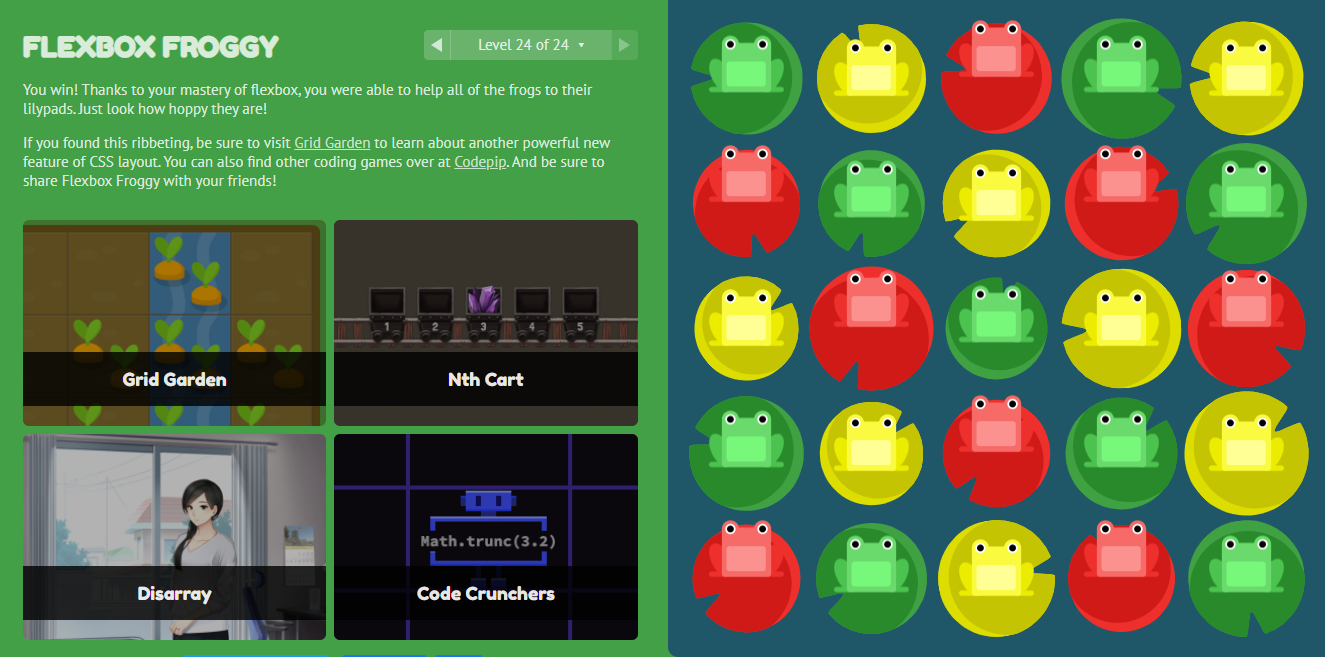 FLEXBOX FROGGY
Level 24 of 24
You win! Thanks to your mastery of flexbox, you were able to help all of the frogs to their
lilypads. Just look how hoppy they are!
If you found this ribbeting, be sure to visit Grid Garden to learn about another powerful new
feature of CSS layout. You can also find other coding games over at Codepip. And be sure to
share Flexbox Froggy with your friends!
1 2 3 4 5
Grid Garden
Nth Cart
Math.trunc(3.2)
Disarray
Code Crunchers